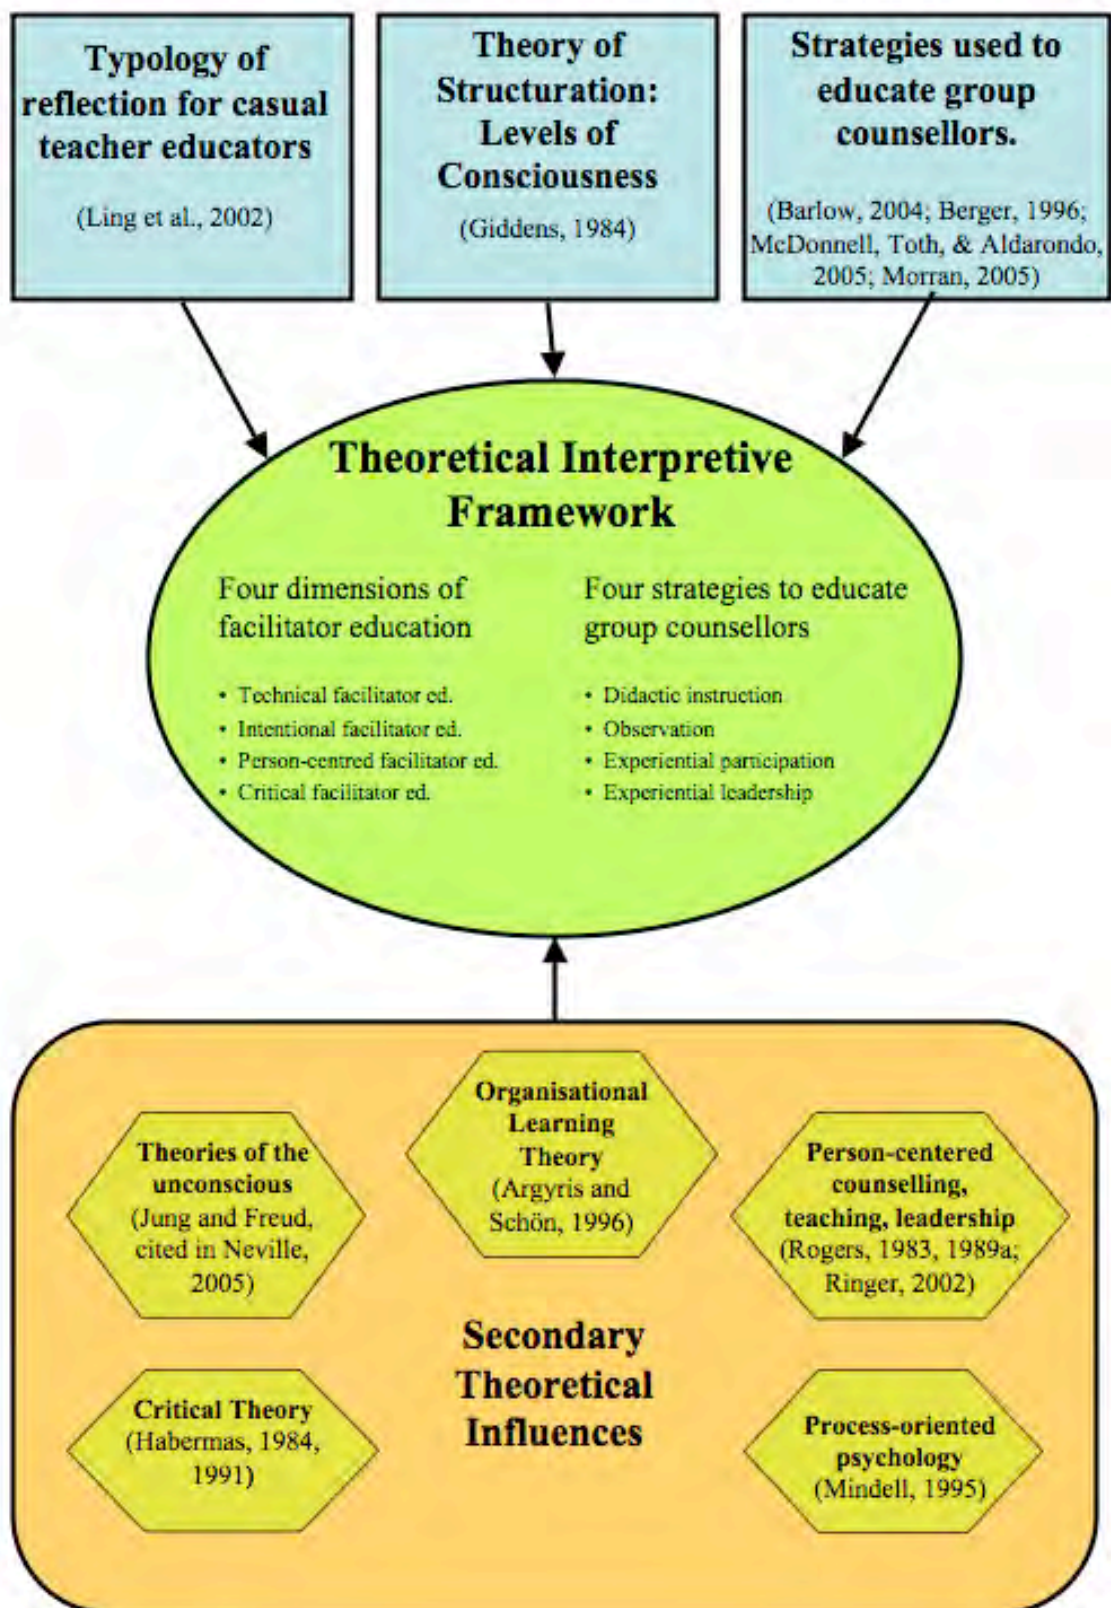 Typology of
reflection for casual
teacher educators
(Ling et al., 2002)
Theory of
Structuration:
Levels of
Consciousness
(Giddens, 1984)
Strategies used to
educate group
counsellors.
(Barlow, 2004; Berger, 1996;
McDonnell, Toth, & Aldarondo,
2005; Morran, 2005)
Theoretical Interpretive
Framework
Four dimensions of
facilitator education
• Technical facilitator ed.
• Intentional facilitator ed.
• Person-centred facilitator ed.
• Critical facilitator ed.
Four strategies to educate
group counsellors
• Didactic instruction
• Observation
• Experiential participation
• Experiential leadership
Organisational
Learning
Theory
(Argyris and
Schön, 1996)
Theories of the
unconscious
(Jung and Freud,
cited in Neville,
2005)
Person-centered
counselling,
teaching, leadership
(Rogers, 1983, 1989a;
Ringer, 2002)
Secondary
Theoretical
Influences
Critical Theory
(Habermas, 1984,
1991)
Process-oriented
psychology
(Mindell, 1995)